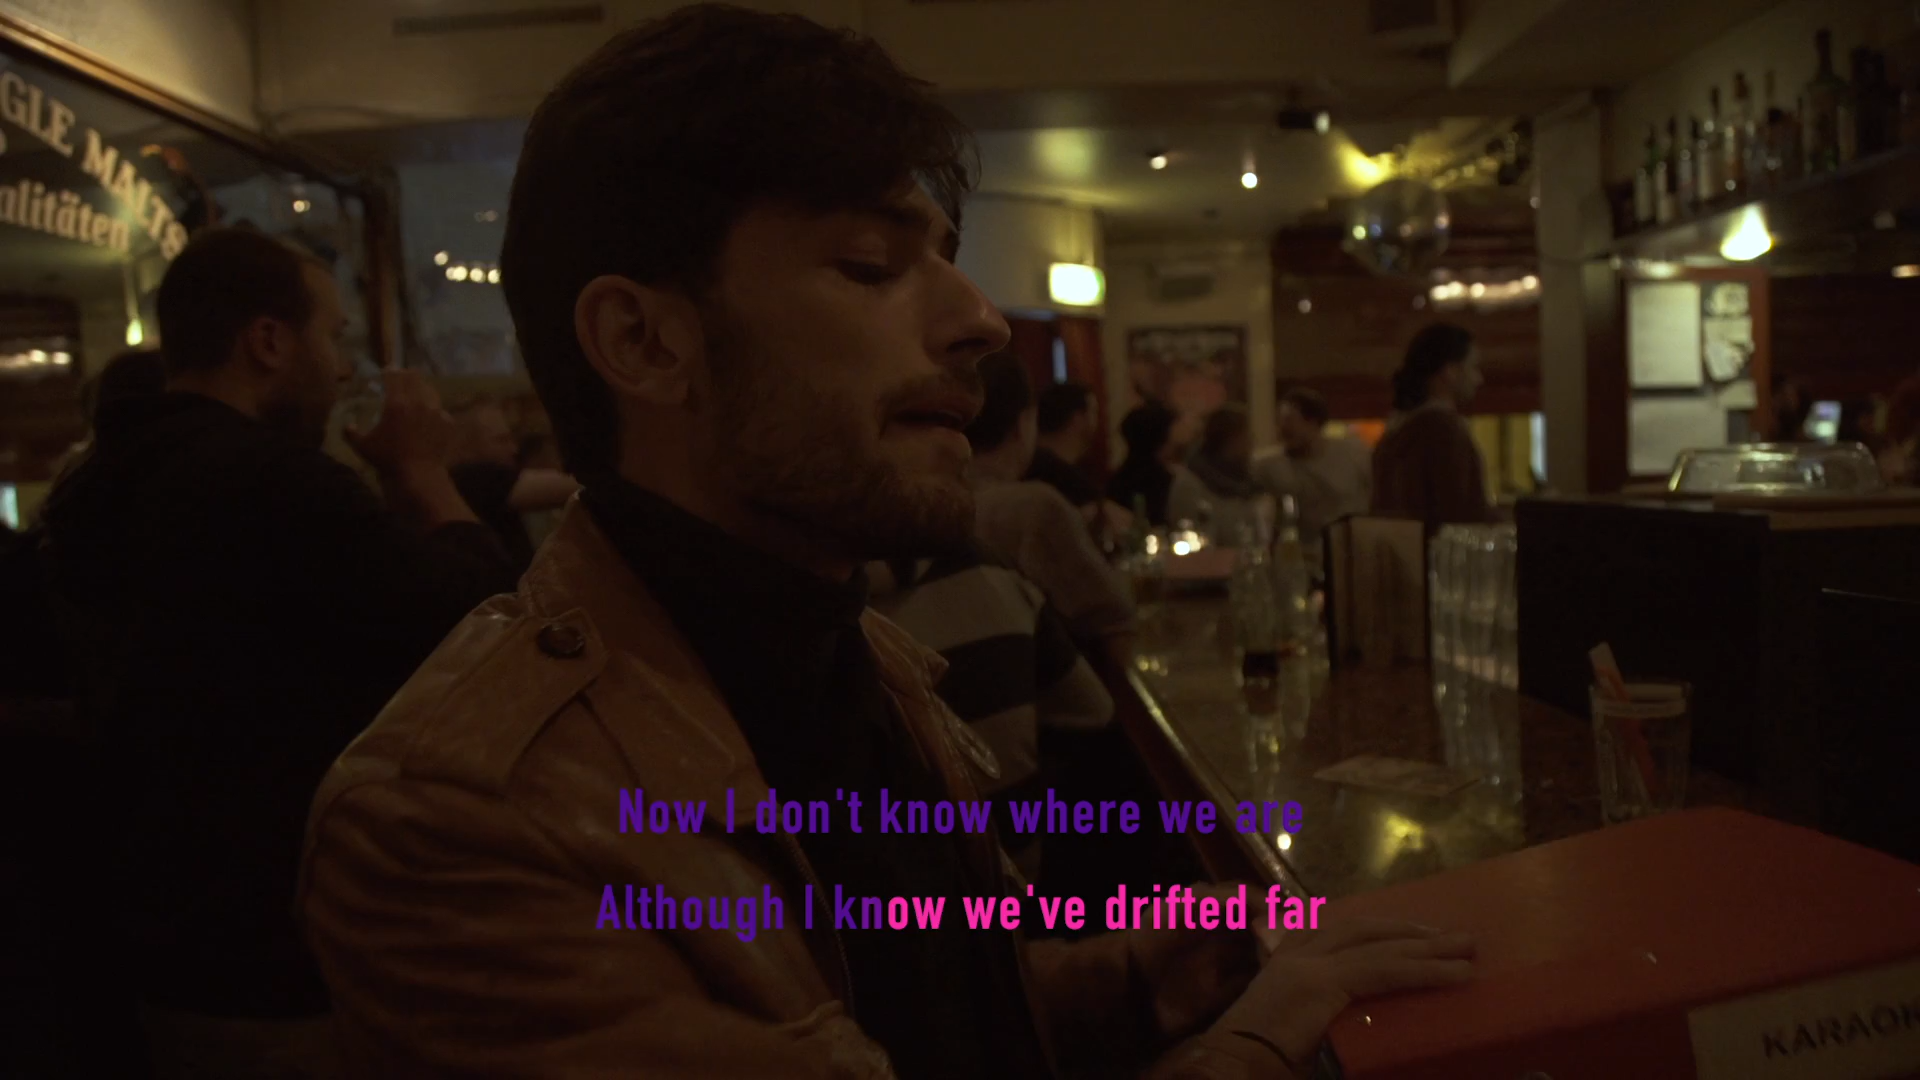 GLE MALTS
alitäten
Now I don't know where we are
Although I know we've drifted far
KARAOK